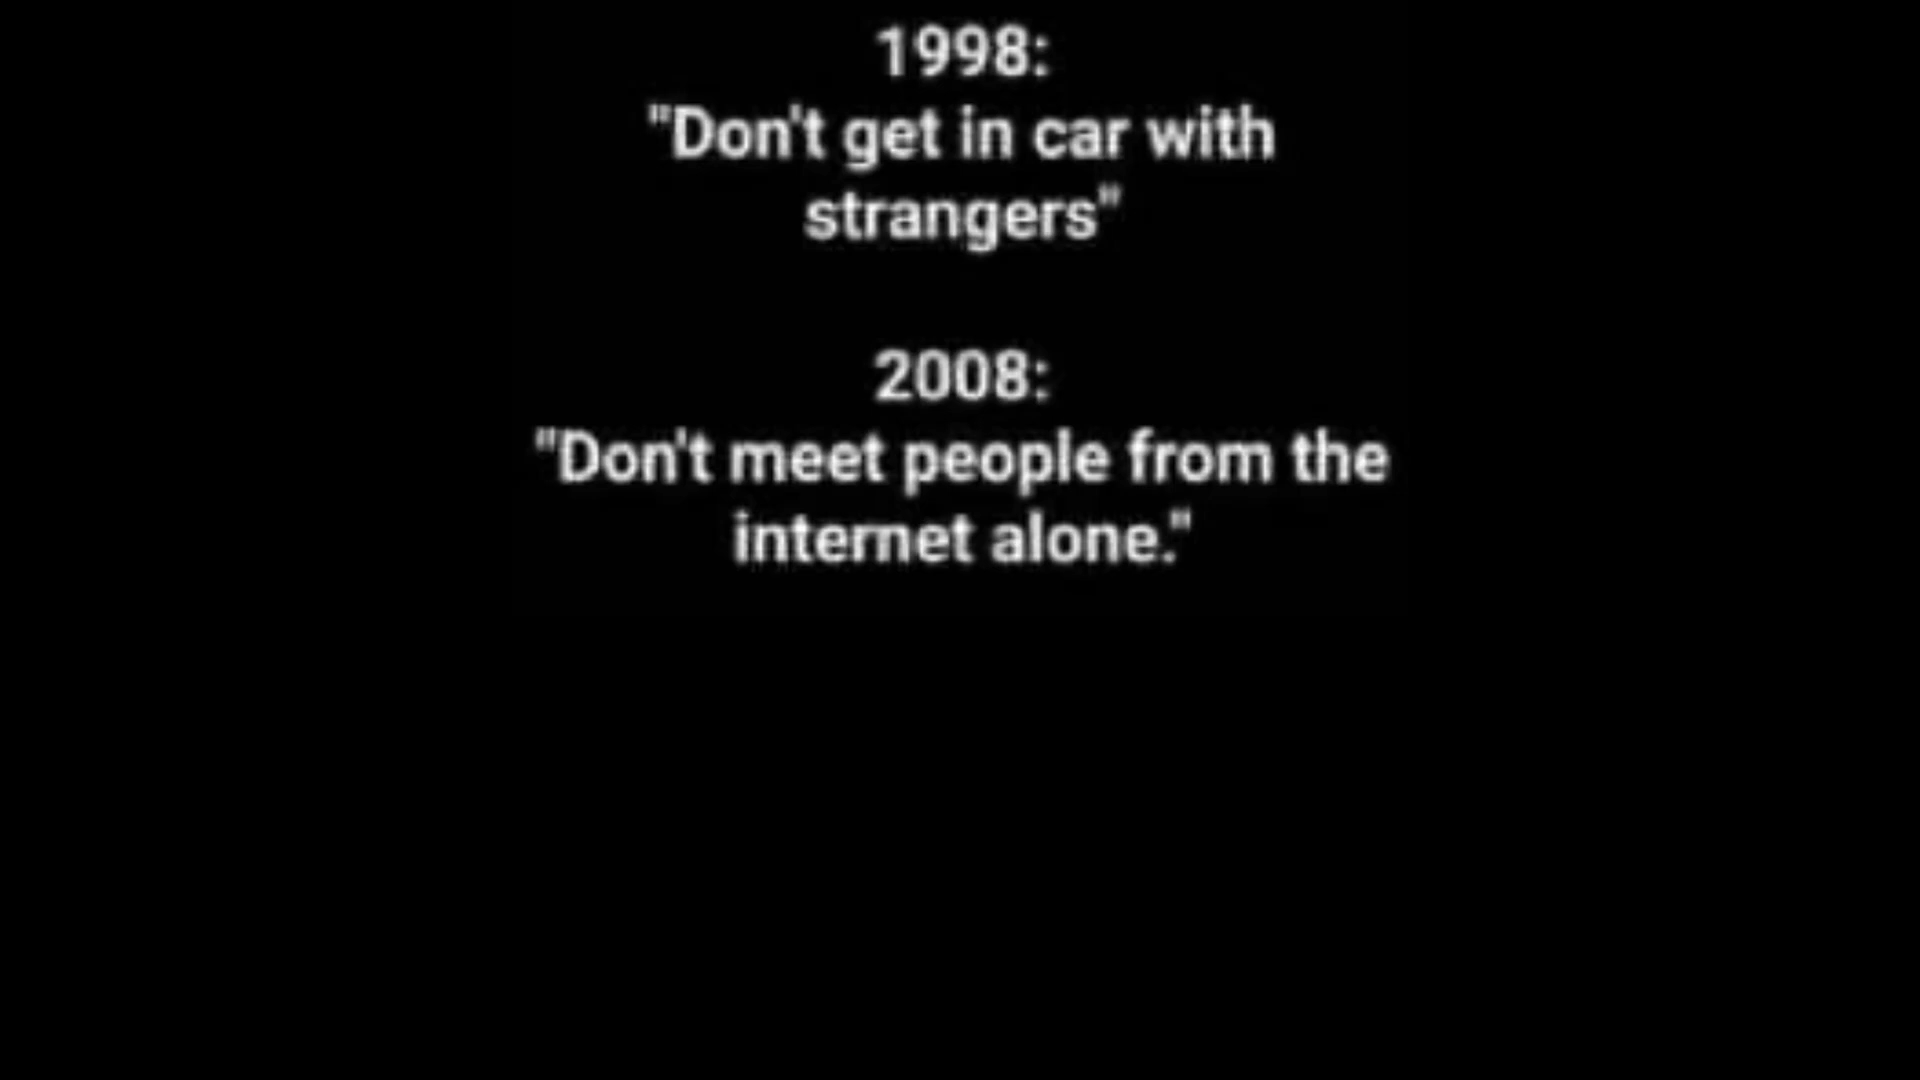 1998:
"Don't get in car with
strangers"
2008:
"Don't meet people from the
internet alone."